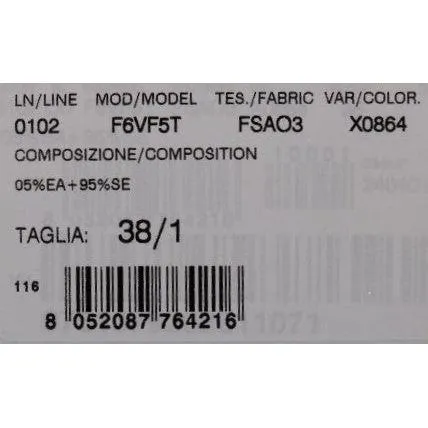 LN/LINE MOD/MODEL TES./FABRIC VAR/COLOR.
0102 F6VF5T FSAO3 X0864
COMPOSIZIONE/COMPOSITION
05%EA+95%SE
TAGLIA: 38/1
116
8 052087 764216